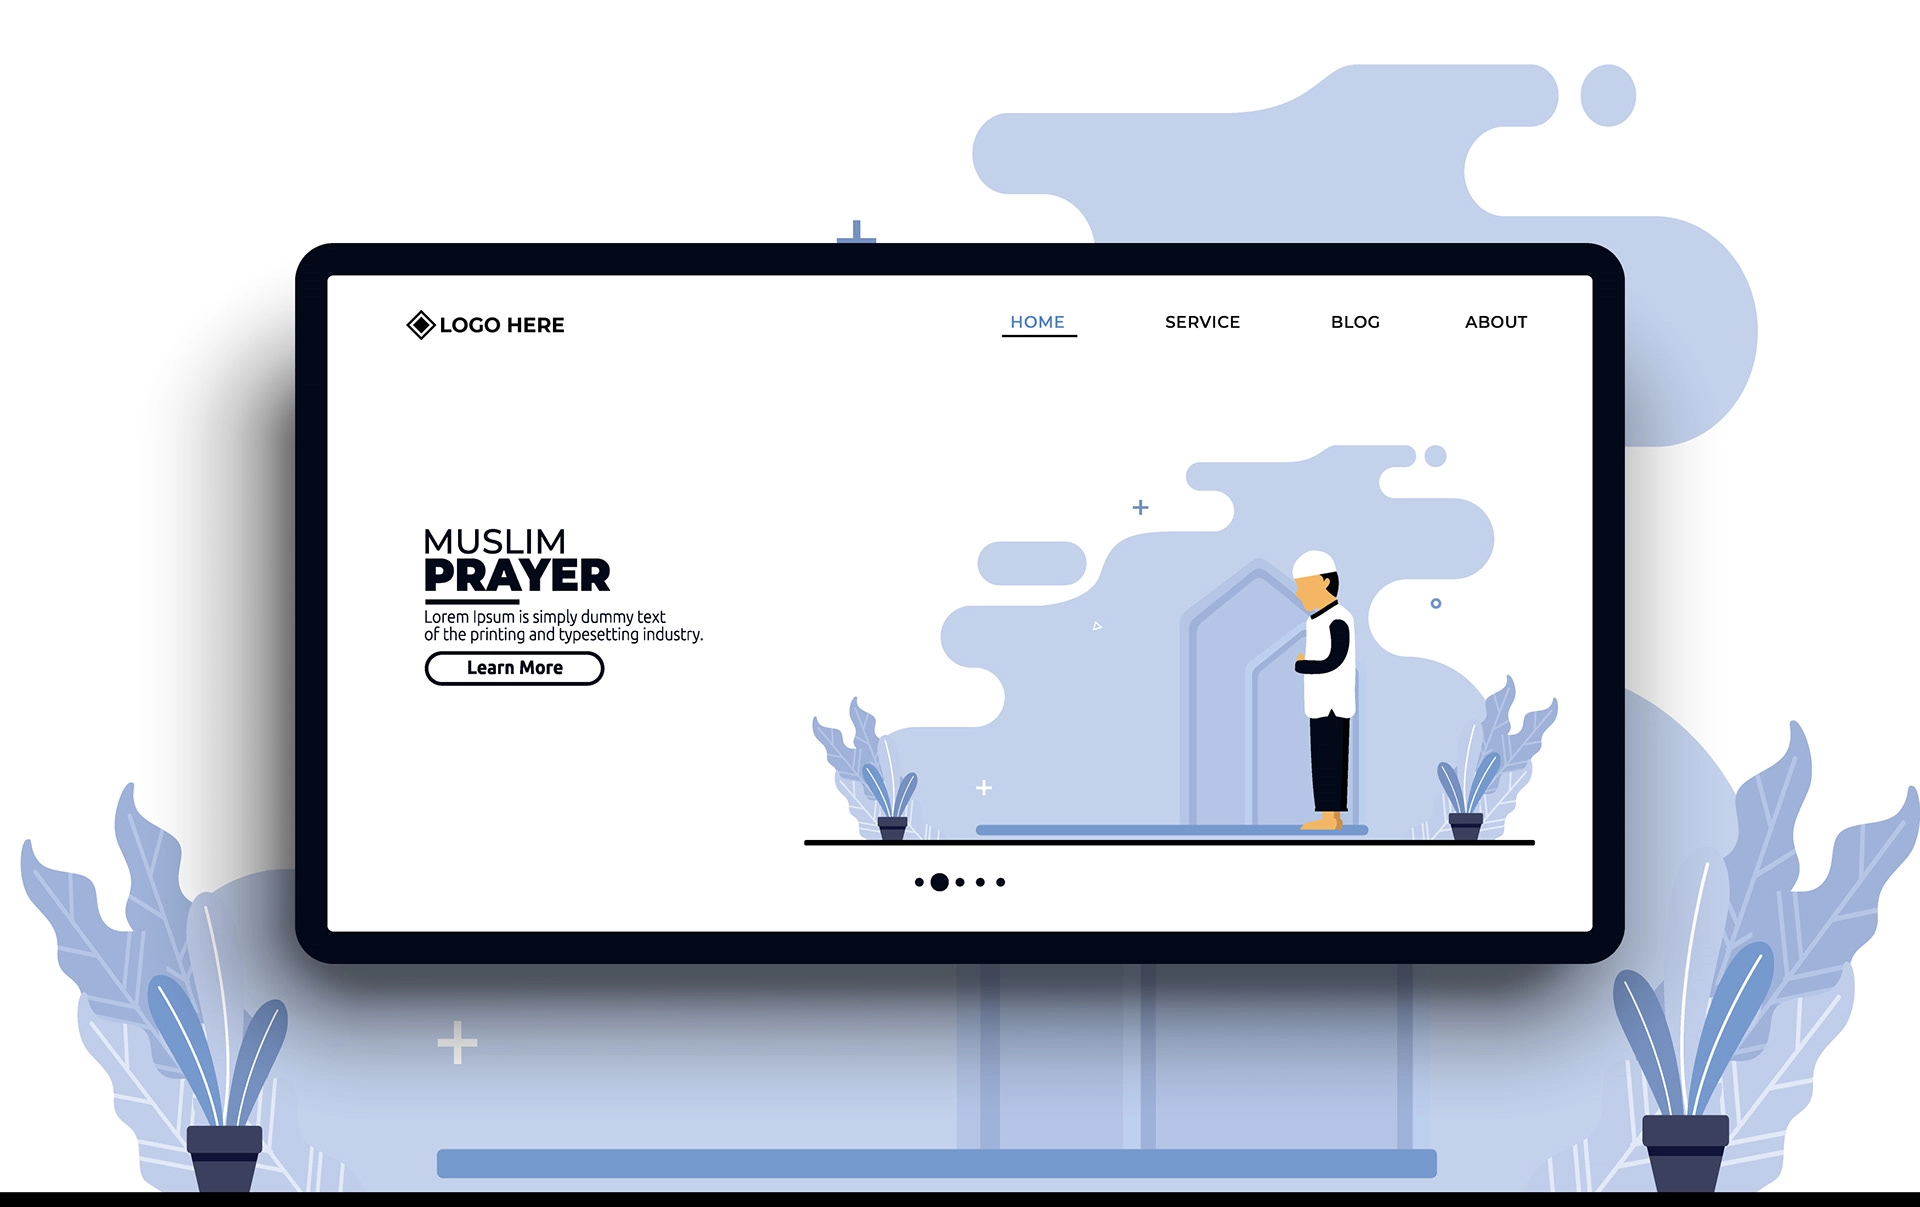 LOGO HERE
HOME SERVICE BLOG ABOUT
MUSLIM
PRAYER
Lorem Ipsum is simply dummy text
of the printing and typesetting industry.
Learn More